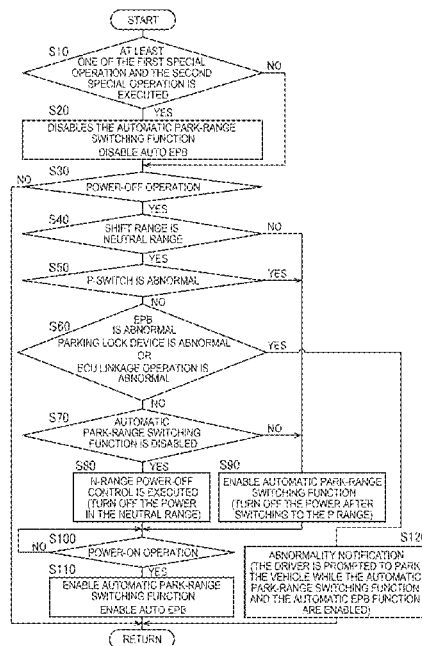 START
S10
AT LEAST
ONE OF THE FIRST SPECIAL
OPERATION AND THE SECOND
SPECIAL OPERATION IS
EXECUTED
NO
YES
S20
DISABLES THE AUTOMATIC PARK-RANGE
SWITCHING FUNCTION
DISABLE AUTO EPB
S30
NO
POWER-OFF OPERATION
YES
S40
SHIFT RANGE IS
NEUTRAL RANGE
NO
YES
S50
P-SWITCH IS ABNORMAL
YES
NO
S60
EPB
IS ABNORMAL
PARKING LOCK DEVICE IS ABNORMAL
OR
ECU LINKAGE OPERATION IS
ABNORMAL
YES
NO
S70
AUTOMATIC
PARK-RANGE SWITCHING
FUNCTION IS DISABLED
NO
YES
S80
N-RANGE POWER-OFF
CONTROL IS EXECUTED
(TURN OFF THE POWER
IN THE NEUTRAL RANGE)
S90
ENABLE AUTOMATIC PARK-RANGE
SWITCHING FUNCTION
(TURN OFF THE POWER AFTER
SWITCHING TO THE P RANGE)
S100
NO
POWER-ON OPERATION
YES
S110
ENABLE AUTOMATIC PARK-RANGE
SWITCHING FUNCTION
ENABLE AUTO EPB
S120
ABNORMALITY NOTIFICATION
(THE DRIVER IS PROMPTED TO PARK
THE VEHICLE WHILE THE AUTOMATIC
PARK-RANGE SWITCHING FUNCTION
AND THE AUTOMATIC EPB FUNCTION
ARE ENABLED)
RETURN